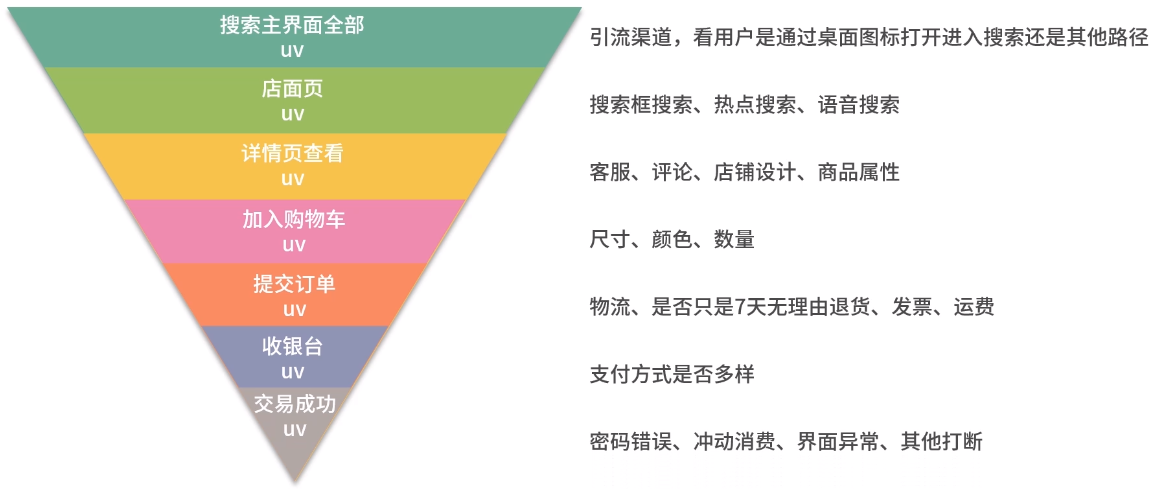 搜索主界面全部
uv
引流渠道，看用户是通过桌面图标打开进入搜索还是其他路径
店面页
uv
搜索框搜索、热点搜索、语音搜索
详情页查看
uv
客服、评论、店铺设计、商品属性
加入购物车
uv
尺寸、颜色、数量
提交订单
uv
物流、是否只是7天无理由退货、发票、运费
收银台
uv
支付方式是否多样
交易成功
uv
密码错误、冲动消费、界面异常、其他打断